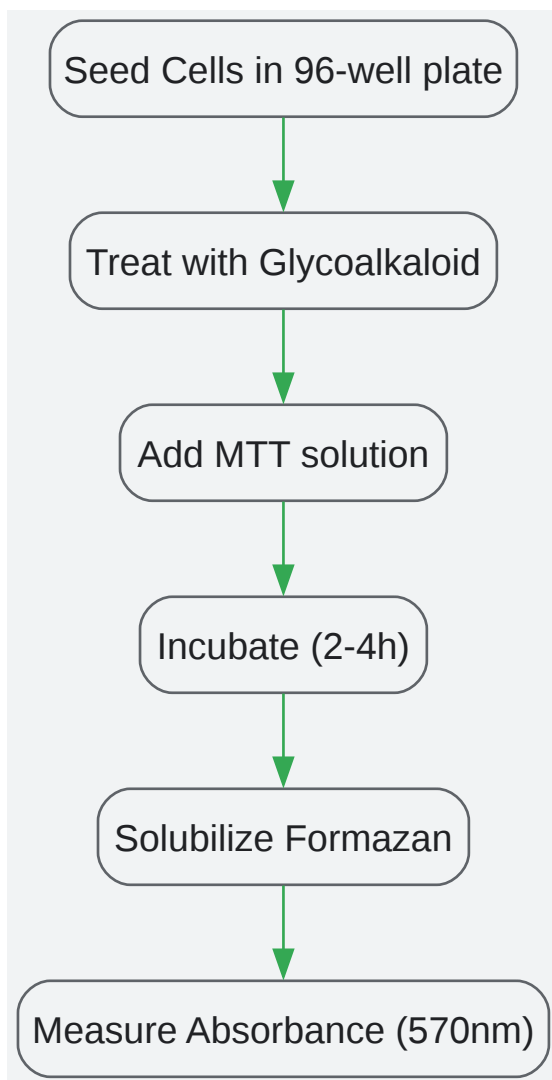 Seed Cells in 96-well plate
Treat with Glycoalkaloid
Add MTT solution
Incubate (2-4h)
Solubilize Formazan
Measure Absorbance (570nm)